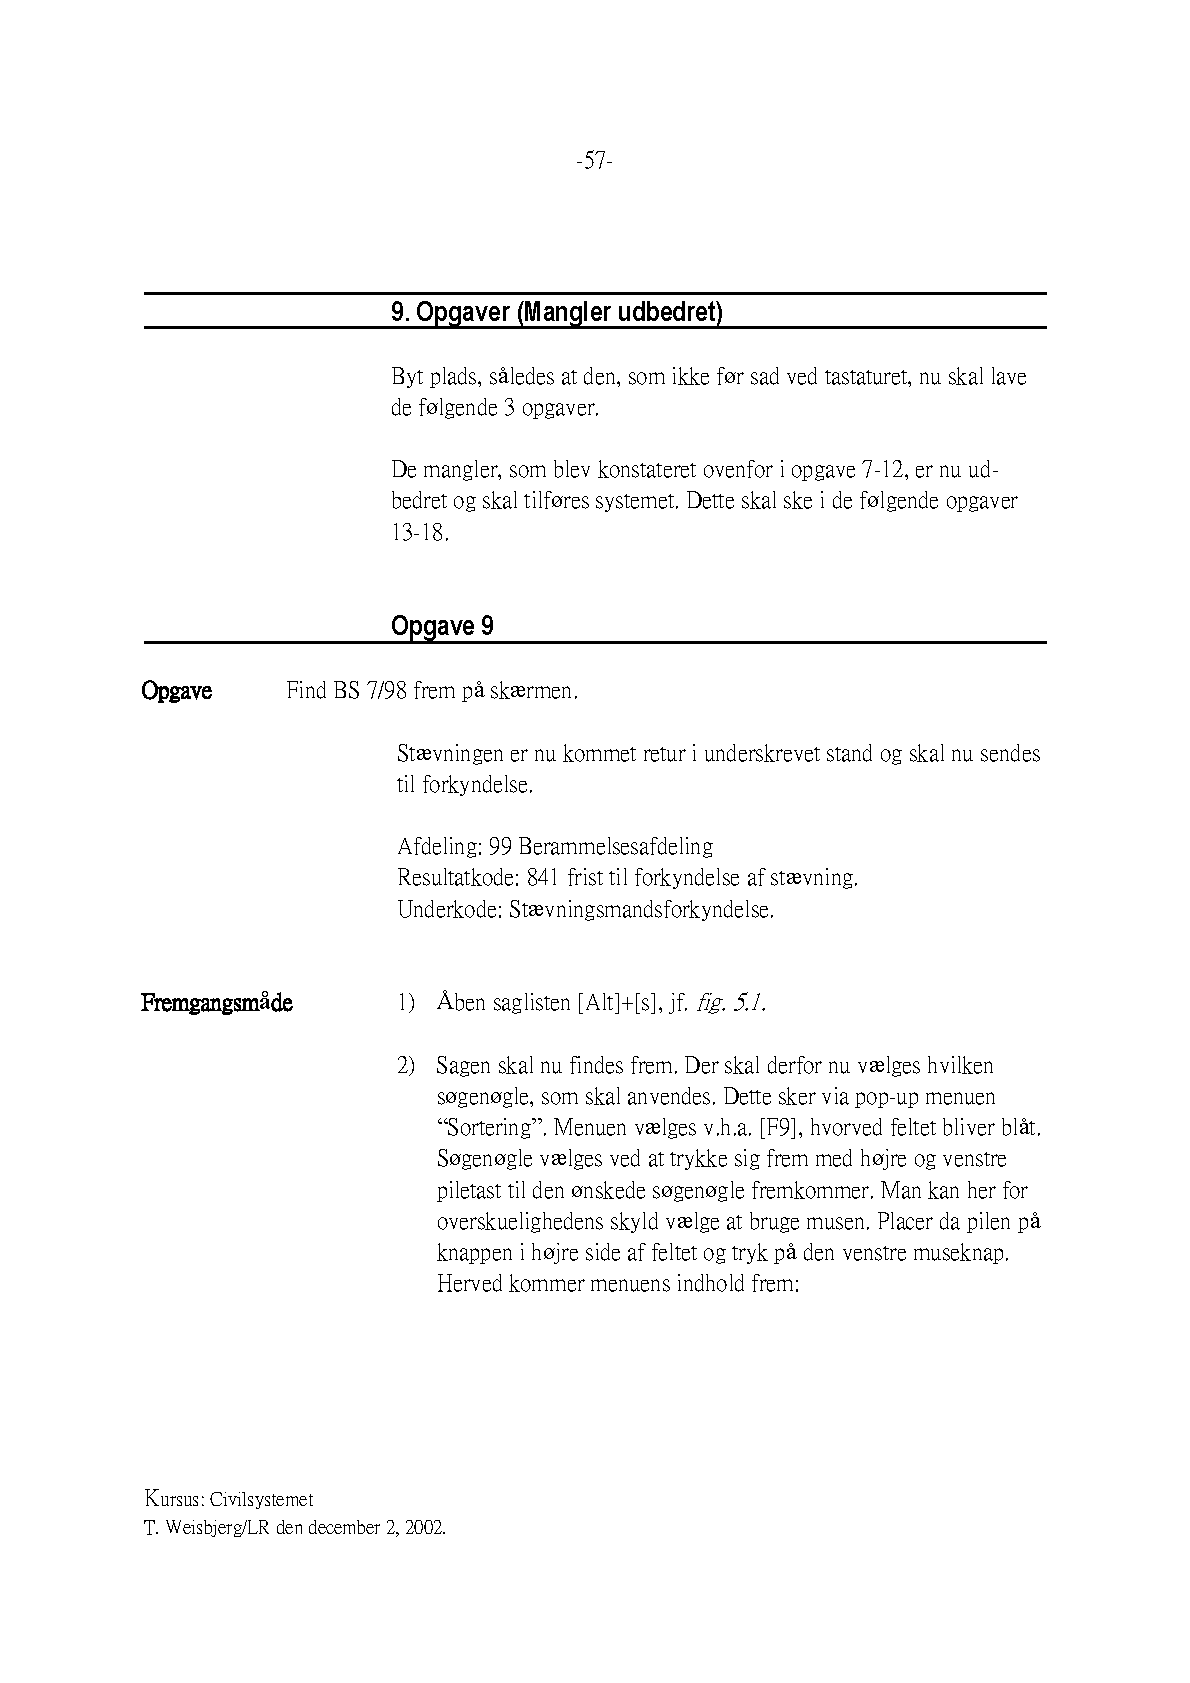 -57-
9. Opgaver (Mangler udbedret)
Byt plads, således at den, som ikke før sad ved tastaturet, nu skal lave
de følgende 3 opgaver.
De mangler, som blev konstateret ovenfor i opgave 7-12, er nu ud-
bedret og skal tilføres systemet. Dette skal ske i de følgende opgaver
13-18.
Opgave 9
Opgave Find BS 7/98 frem på skærmen.
Stævningen er nu kommet retur i underskrevet stand og skal nu sendes
til forkyndelse.
Afdeling: 99 Berammelsesafdeling
Resultatkode: 841 frist til forkyndelse af stævning.
Underkode: Stævningsmandsforkyndelse.
Fremgangsmåde 1) Åben saglisten [Alt]+[s], jf. fig. 5.1.
2) Sagen skal nu findes frem. Der skal derfor nu vælges hvilken
søgenøgle, som skal anvendes. Dette sker via pop-up menuen
“Sortering”. Menuen vælges v.h.a. [F9], hvorved feltet bliver blåt.
Søgenøgle vælges ved at trykke sig frem med højre og venstre
piletast til den ønskede søgenøgle fremkommer. Man kan her for
overskuelighedens skyld vælge at bruge musen. Placer da pilen på
knappen i højre side af feltet og tryk på den venstre museknap.
Herved kommer menuens indhold frem:
Kursus: Civilsystemet
T. Weisbjerg/LR den december 2, 2002.